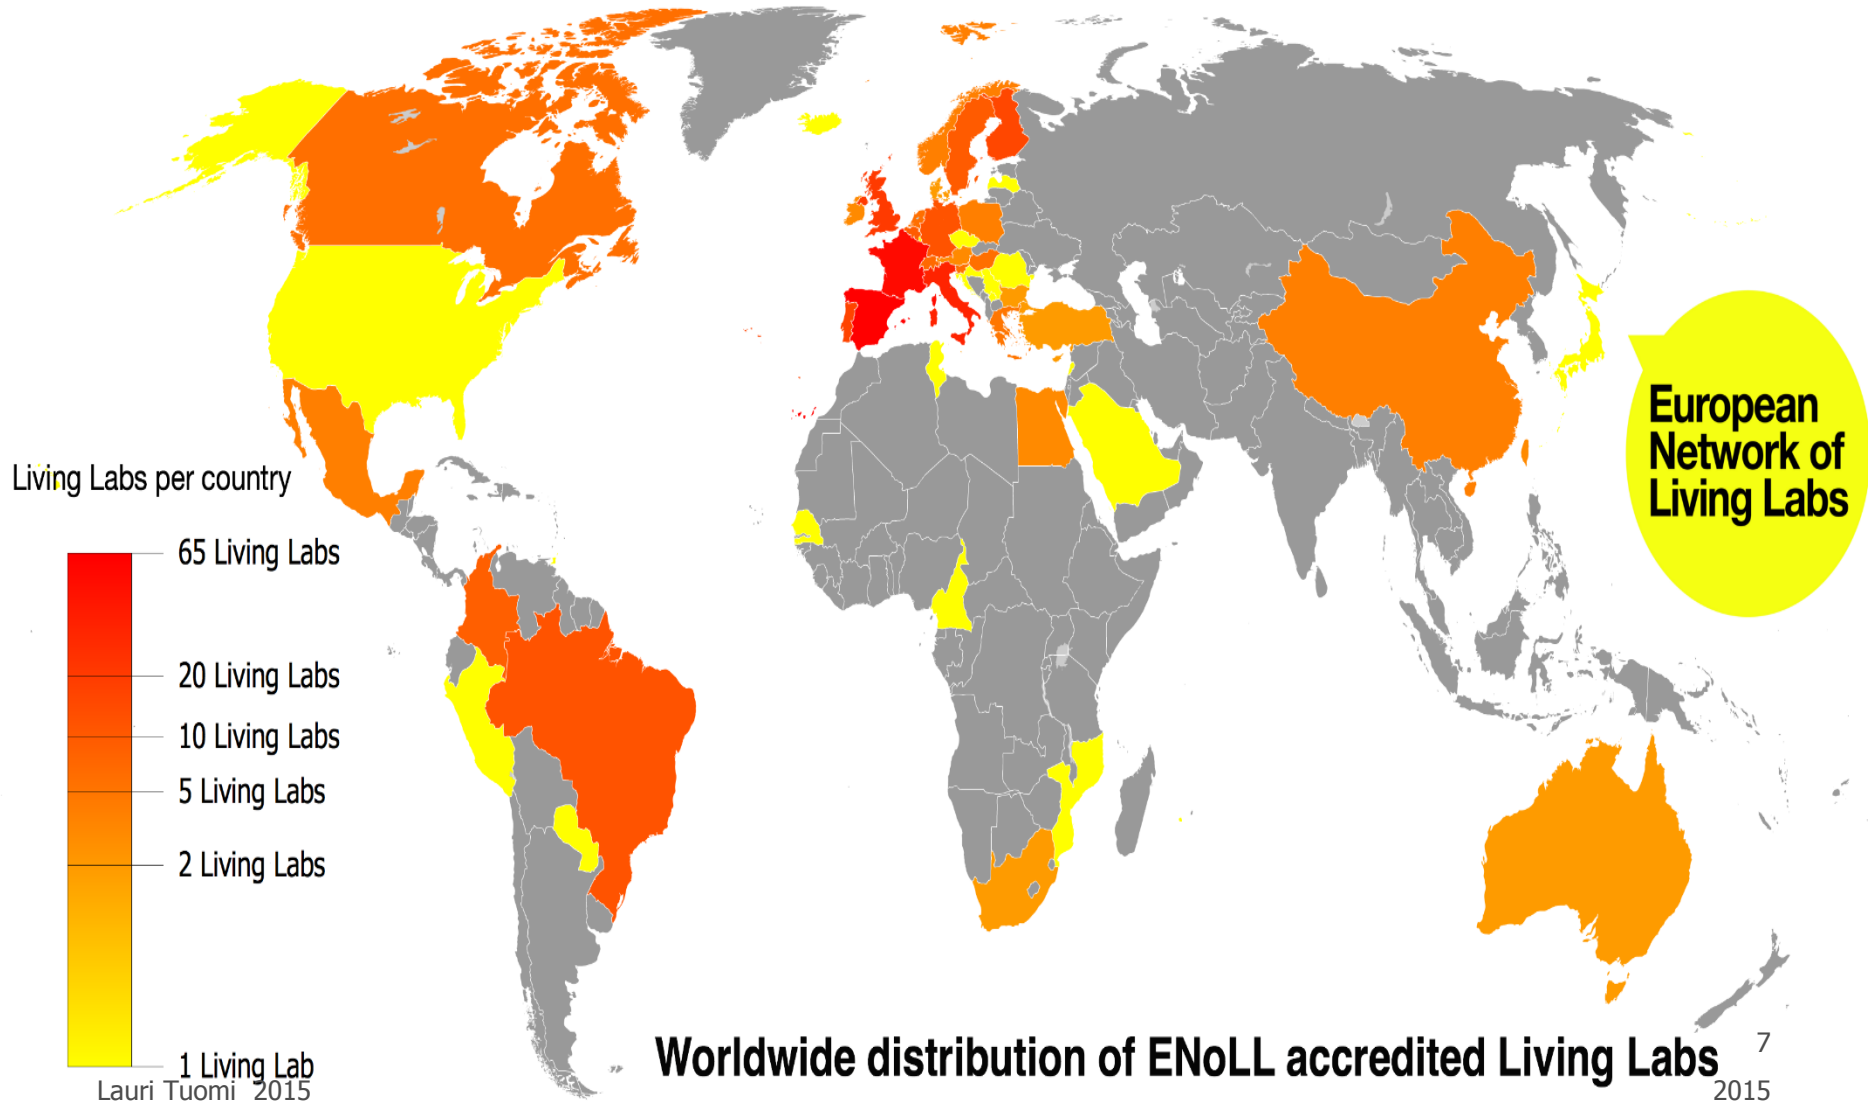 European
Network of
Living Labs
Living Labs per country
65 Living Labs
20 Living Labs
10 Living Labs
5 Living Labs
2 Living Labs
1 Living Lab
Worldwide distribution of ENoLL accredited Living Labs
7
Lauri Tuomi 2015
2015